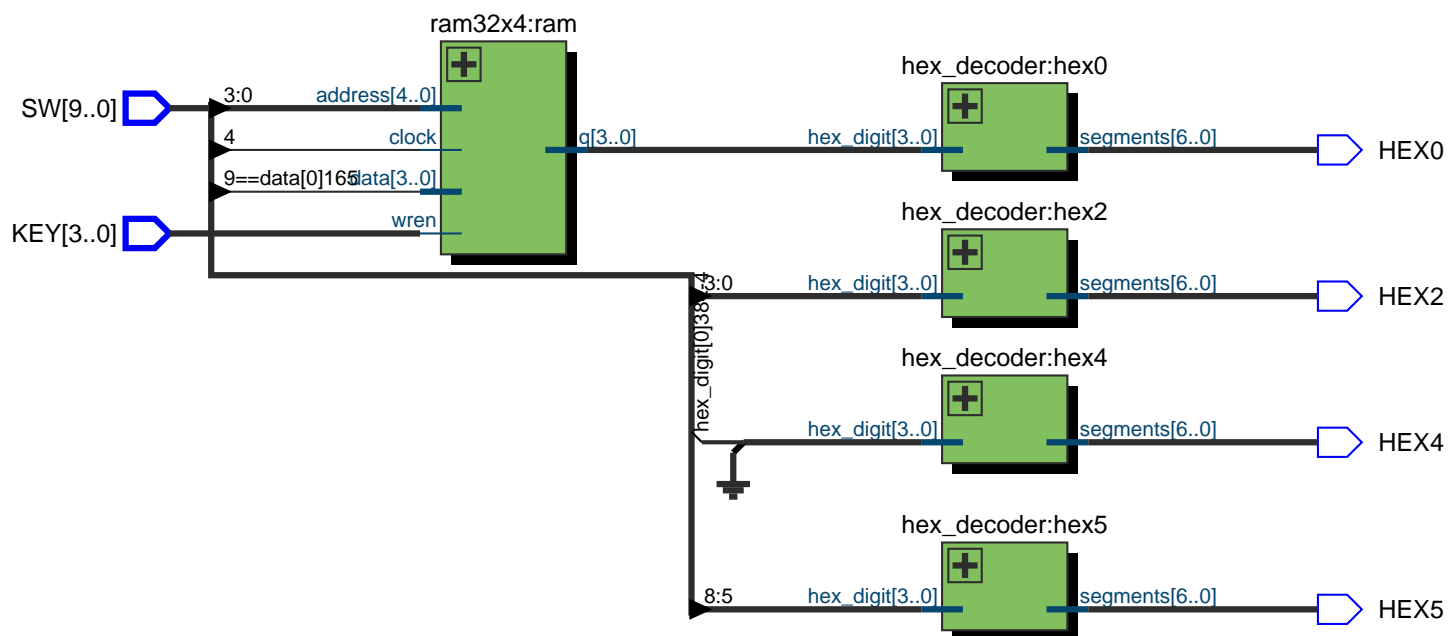 ram32x4:ram
SW[9..0]
3:0
address[4..0]
4
clock
9==data[0]165
data[3..0]
KEY[3..0]
wren
q[3..0]
hex_decoder:hex0
hex_digit[3..0]
segments[6..0]
HEX0
hex_decoder:hex2
3:0
hex_digit[3..0]
segments[6..0]
HEX2
hex_decoder:hex4
hex_digit[3..0]
segments[6..0]
HEX4
hex_decoder:hex5
8:5
hex_digit[3..0]
segments[6..0]
HEX5